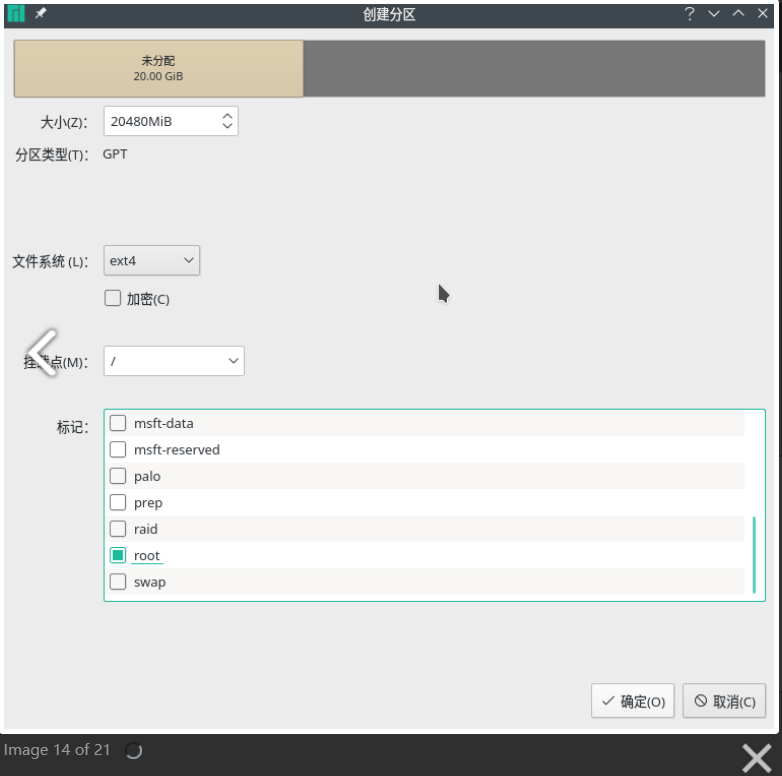 创建分区
未分配
20.00 GiB
大小(Z)： 20480MiB
分区类型(T)： GPT
文件系统 (L)： ext4
加密(C)
挂载点(M)： /
标记：
msft-data
msft-reserved
palo
prep
raid
root
swap
确定(O) 取消(C)
Image 14 of 21